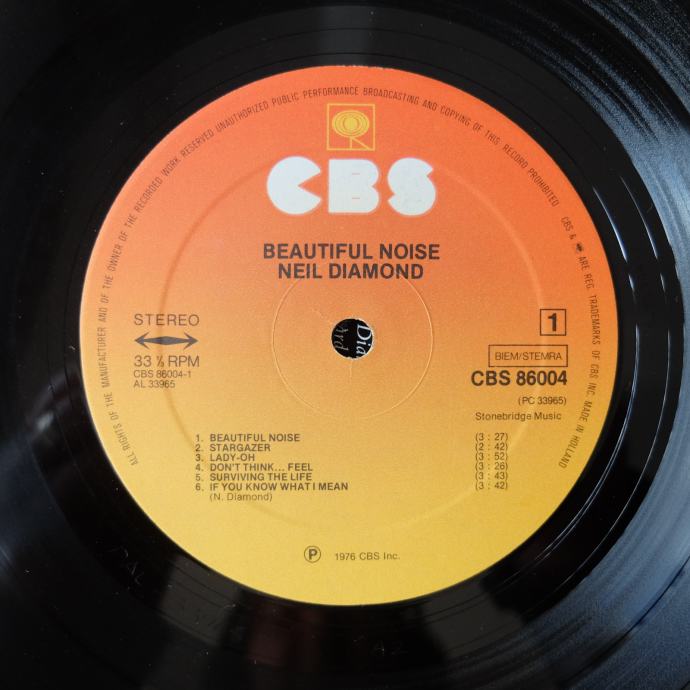 ALL RIGHTS OF THE MANUFACTURER AND OF THE OWNER OF THE RECORDED WORK RESERVED UNAUTHORIZED PUBLIC PERFORMANCE BROADCASTING AND COPYING OF THIS RECORD PROHIBITED
CBS & ARE REG. TRADEMARKS OF CBS INC. MADE IN HOLLAND
CBS
BEAUTIFUL NOISE
NEIL DIAMOND
STEREO
1
33 ⅓ RPM
BIEM/STEMRA
CBS 86004-1
CBS 86004
AL 33965
(PC 33965)
Stonebridge Music
1. BEAUTIFUL NOISE (3 : 27)
2. STARGAZER (2 : 42)
3. LADY-OH (3 : 52)
4. DON'T THINK... FEEL (3 : 26)
5. SURVIVING THE LIFE (3 : 43)
6. IF YOU KNOW WHAT I MEAN (3 : 42)
(N. Diamond)
℗ 1976 CBS Inc.